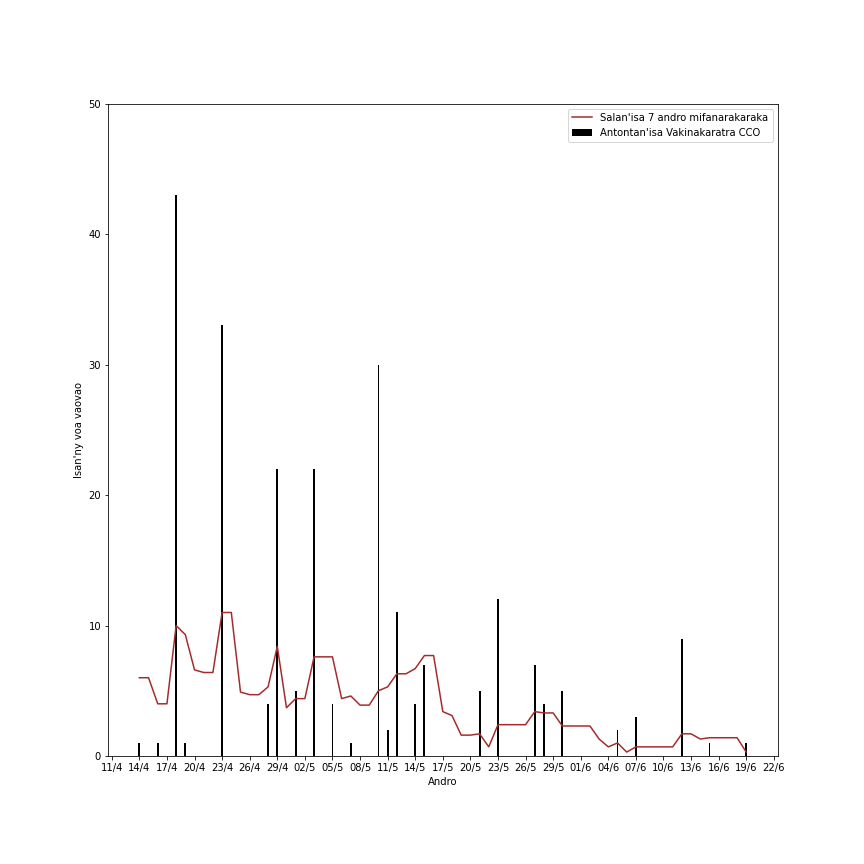 50
Salan'isa 7 andro mifanarakaraka
Antontan'isa Vakinakaratra CCO
40
30
20
10
0
Isan'ny voa vaovao
11/4 14/4 17/4 20/4 23/4 26/4 29/4 02/5 05/5 08/5 11/5 14/5 17/5 20/5 23/5 26/5 29/5 01/6 04/6 07/6 10/6 13/6 16/6 19/6 22/6
Andro